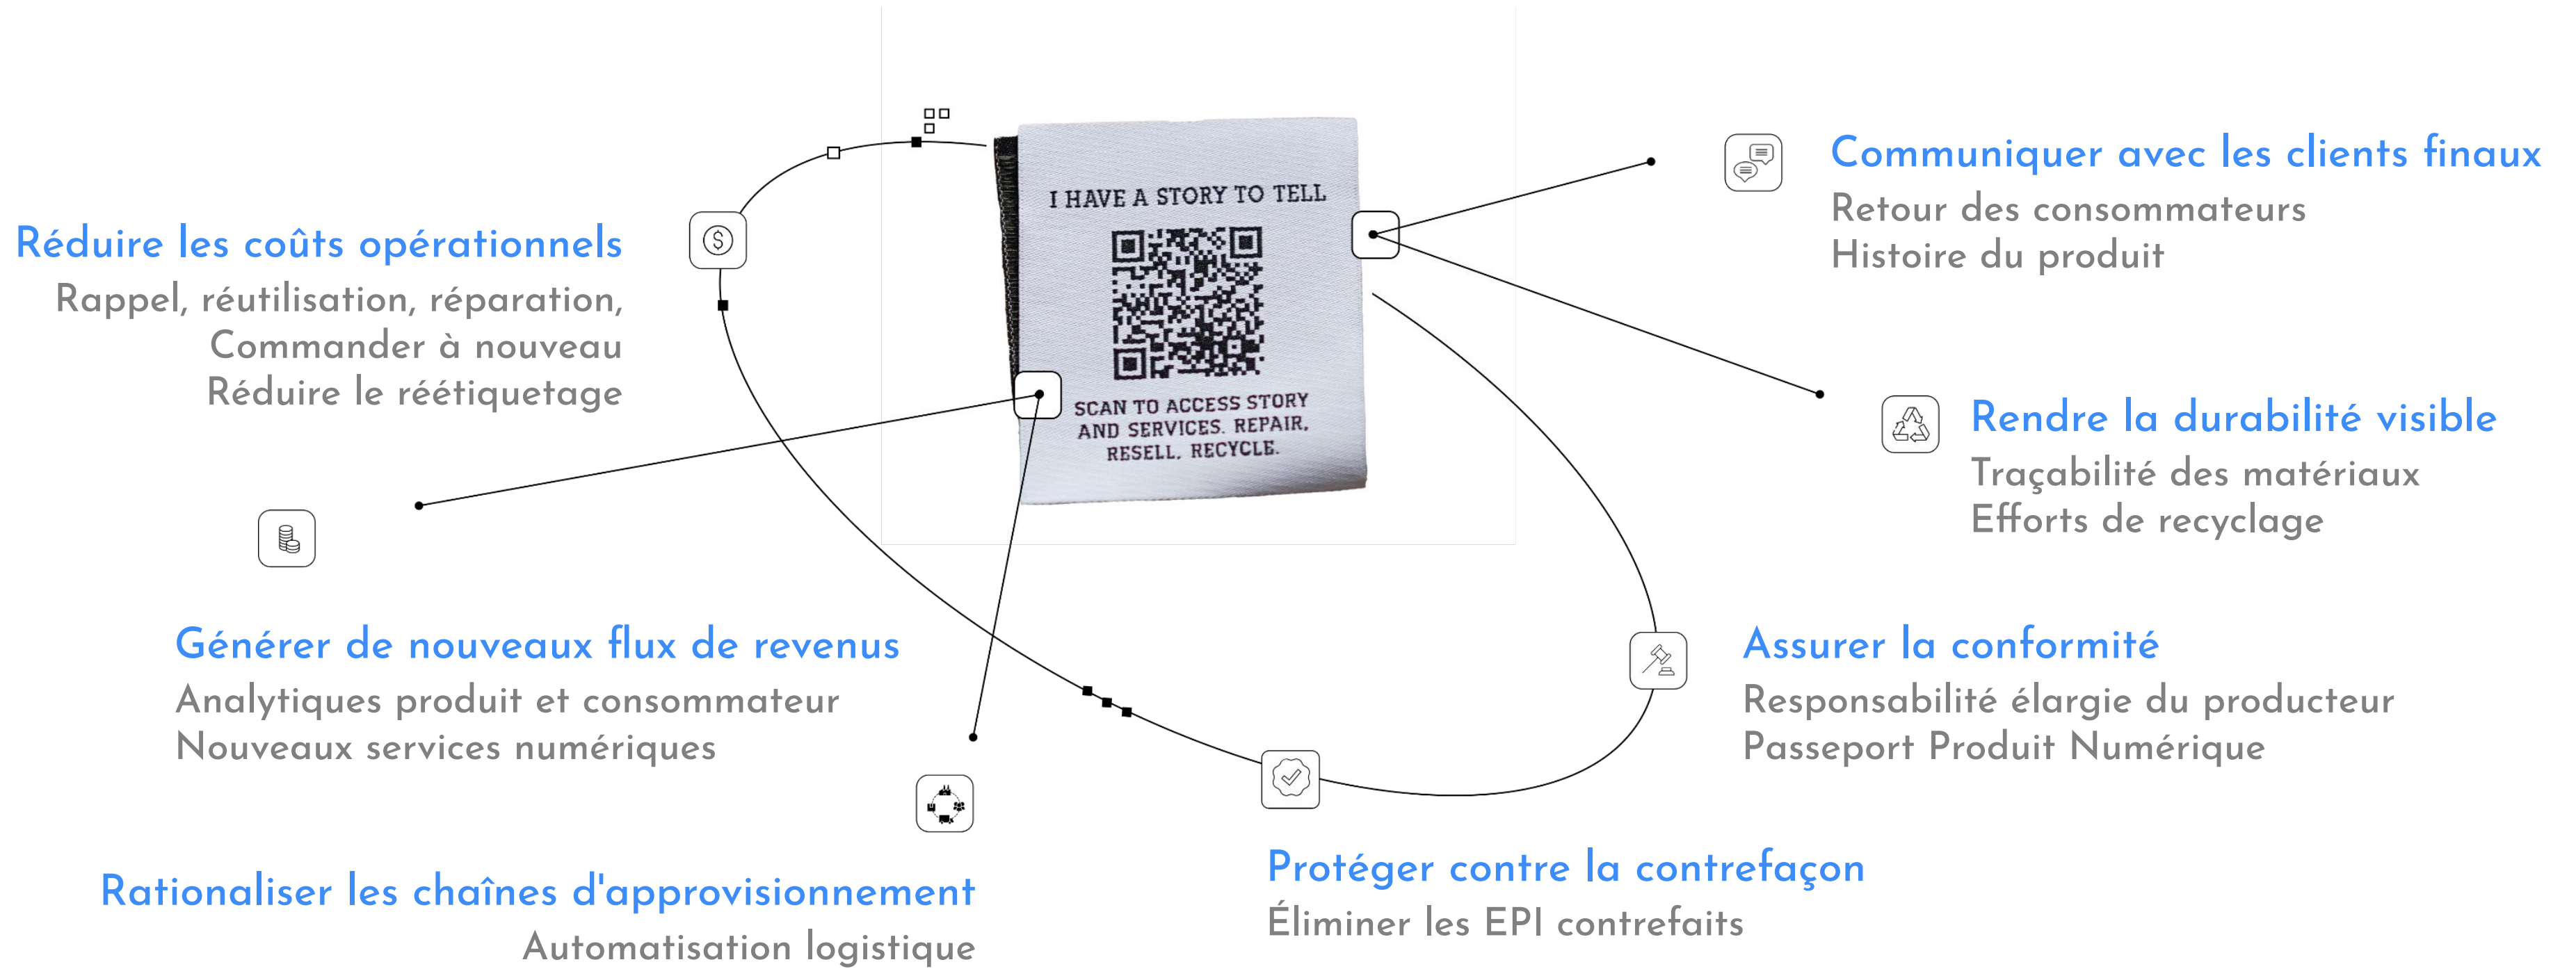 I HAVE A STORY TO TELL
SCAN TO ACCESS STORY
AND SERVICES. REPAIR,
RESELL, RECYCLE.
Réduire les coûts opérationnels
Rappel, réutilisation, réparation,
Commander à nouveau
Réduire le réétiquetage
Générer de nouveaux flux de revenus
Analytiques produit et consommateur
Nouveaux services numériques
Rationaliser les chaînes d'approvisionnement
Automatisation logistique
Communiquer avec les clients finaux
Retour des consommateurs
Histoire du produit
Rendre la durabilité visible
Traçabilité des matériaux
Efforts de recyclage
Assurer la conformité
Responsabilité élargie du producteur
Passeport Produit Numérique
Protéger contre la contrefaçon
Éliminer les EPI contrefaits